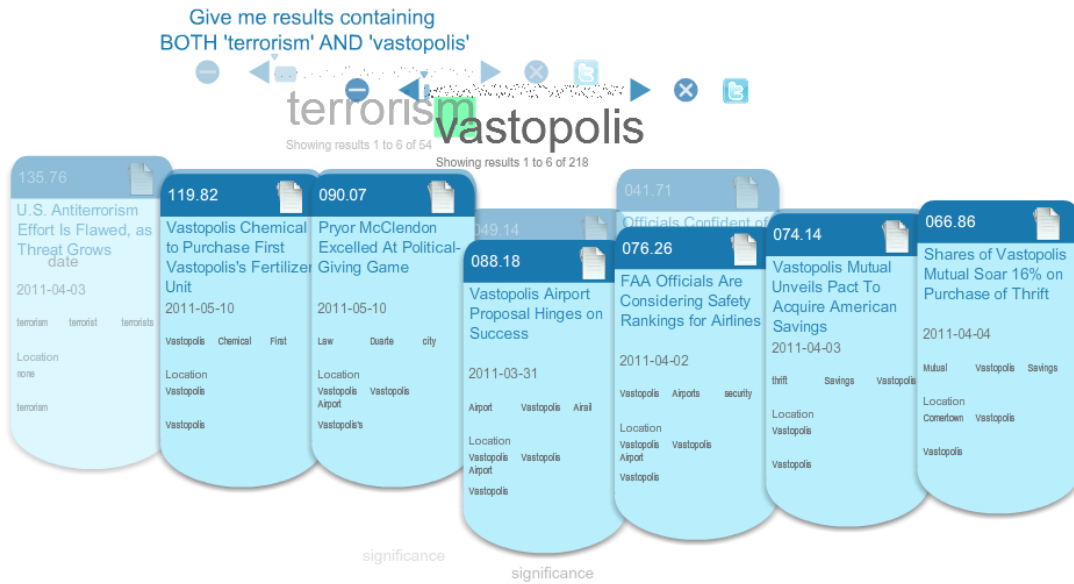 Give me results containing
BOTH 'terrorism' AND 'vastopolis'
terrorism
vastopolis
Showing results 1 to 6 of 54
Showing results 1 to 6 of 218
135.76
U.S. Antiterrorism
Effort Is Flawed, as
Threat Grows
date
2011-04-03
terrorism terrorist terrorists
Location
none
terrorism
119.82
Vastopolis Chemical
to Purchase First
Vastopolis's Fertilizer
Unit
2011-05-10
Vastopolis Chemical First
Location
Vastopolis
Vastopolis
090.07
Pryor McClendon
Excelled At Political-
Giving Game
2011-05-10
Law Duarte city
Location
Vastopolis Vastopolis
Airport
Vastopolis's
049.14
088.18
Vastopolis Airport
Proposal Hinges on
Success
2011-03-31
Airport Vastopolis Airail
Location
Vastopolis Vastopolis
Airport
Vastopolis
041.71
Officials Confident of
076.26
FAA Officials Are
Considering Safety
Rankings for Airlines
2011-04-02
Vastopolis Airports security
Location
Vastopolis Vastopolis
Airport
Vastopolis
074.14
Vastopolis Mutual
Unveils Pact To
Acquire American
Savings
2011-04-03
thrift Savings Vastopolis
Location
Vastopolis
Vastopolis
066.86
Shares of Vastopolis
Mutual Soar 16% on
Purchase of Thrift
2011-04-04
Mutual Vastopolis Savings
Location
Cornertown Vastopolis
Vastopolis
significance
significance